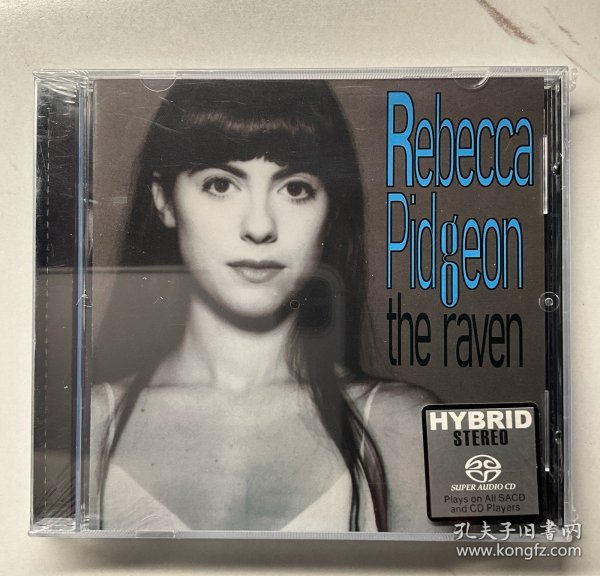 Rebecca
Pidgeon
the raven
HYBRID
STEREO
SUPER AUDIO CD
Plays on All SACD
and CD Players
孔夫子旧书网
www.kongfz.com